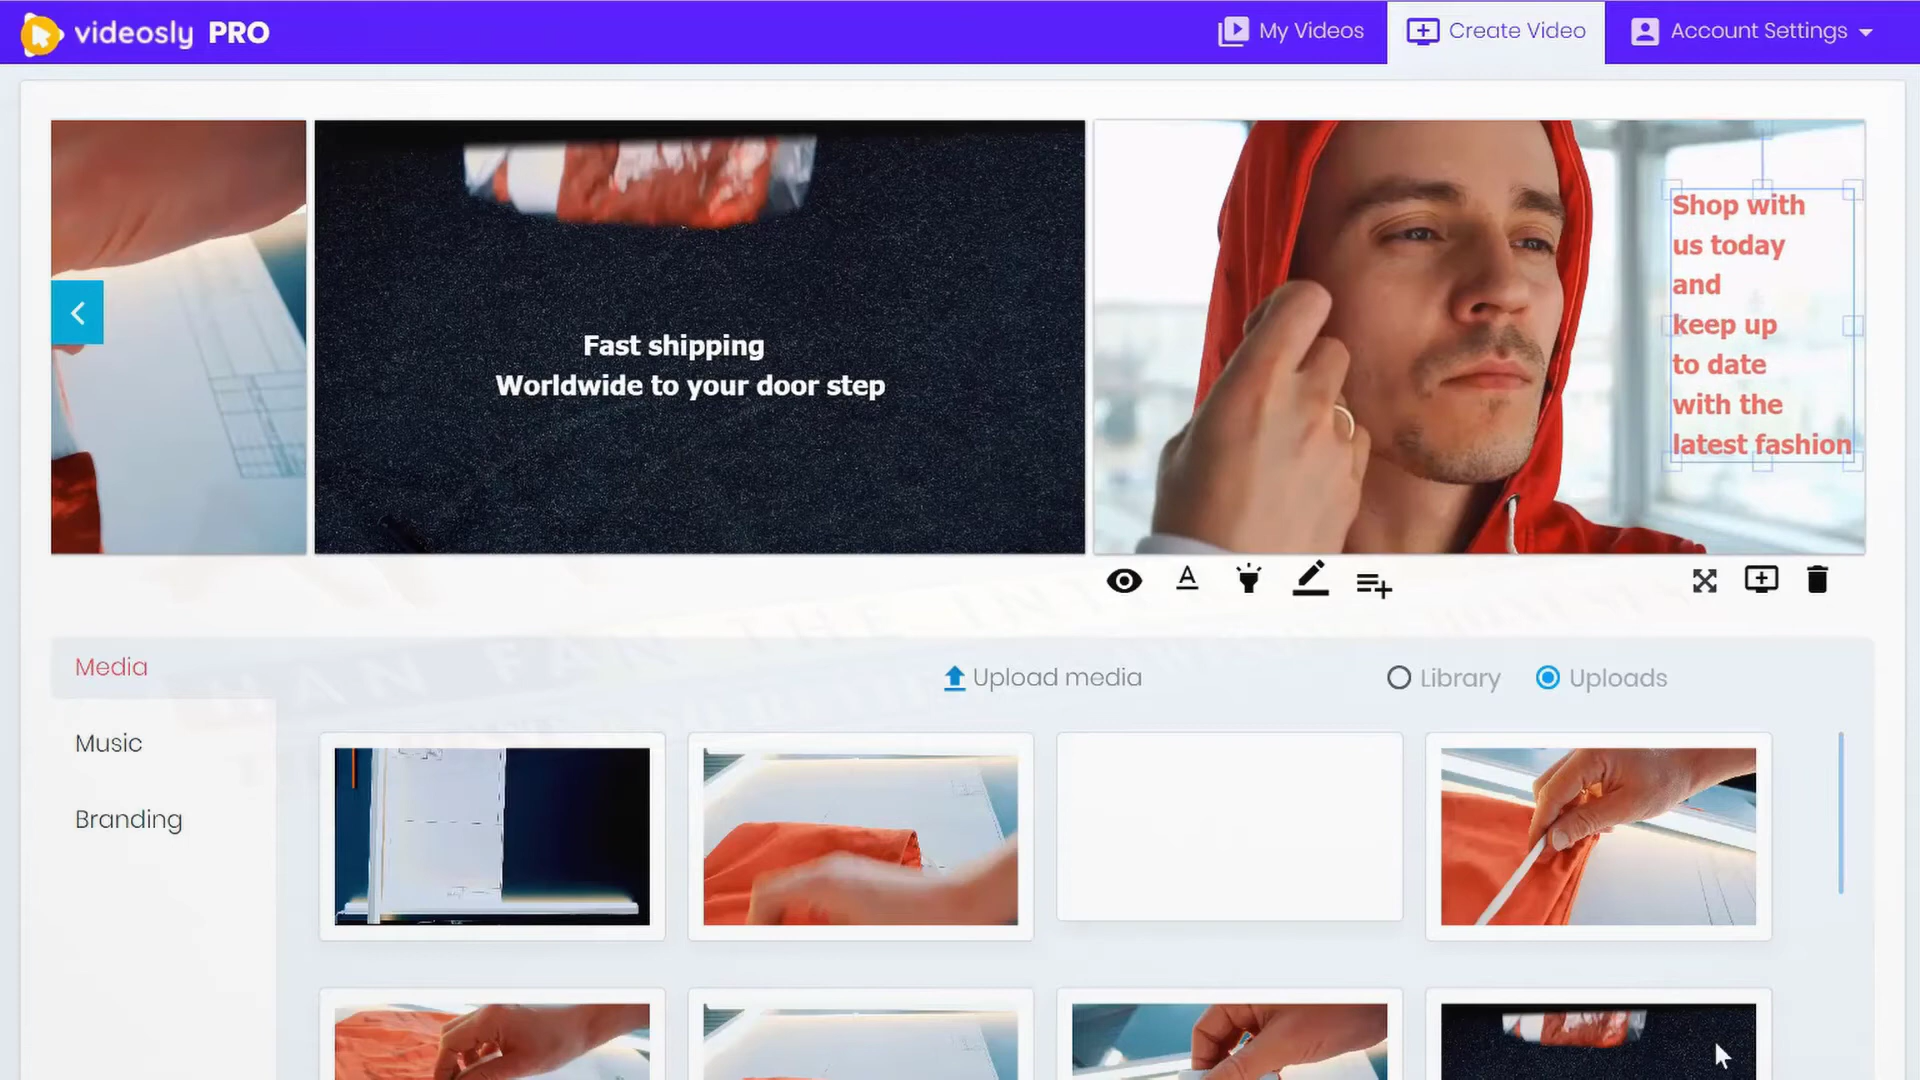 videosly PRO
My Videos
Create Video
Account Settings
Fast shipping
Worldwide to your door step
Shop with
us today
and
keep up
to date
with the
latest fashion
Media
Upload media
Library
Uploads
Music
Branding